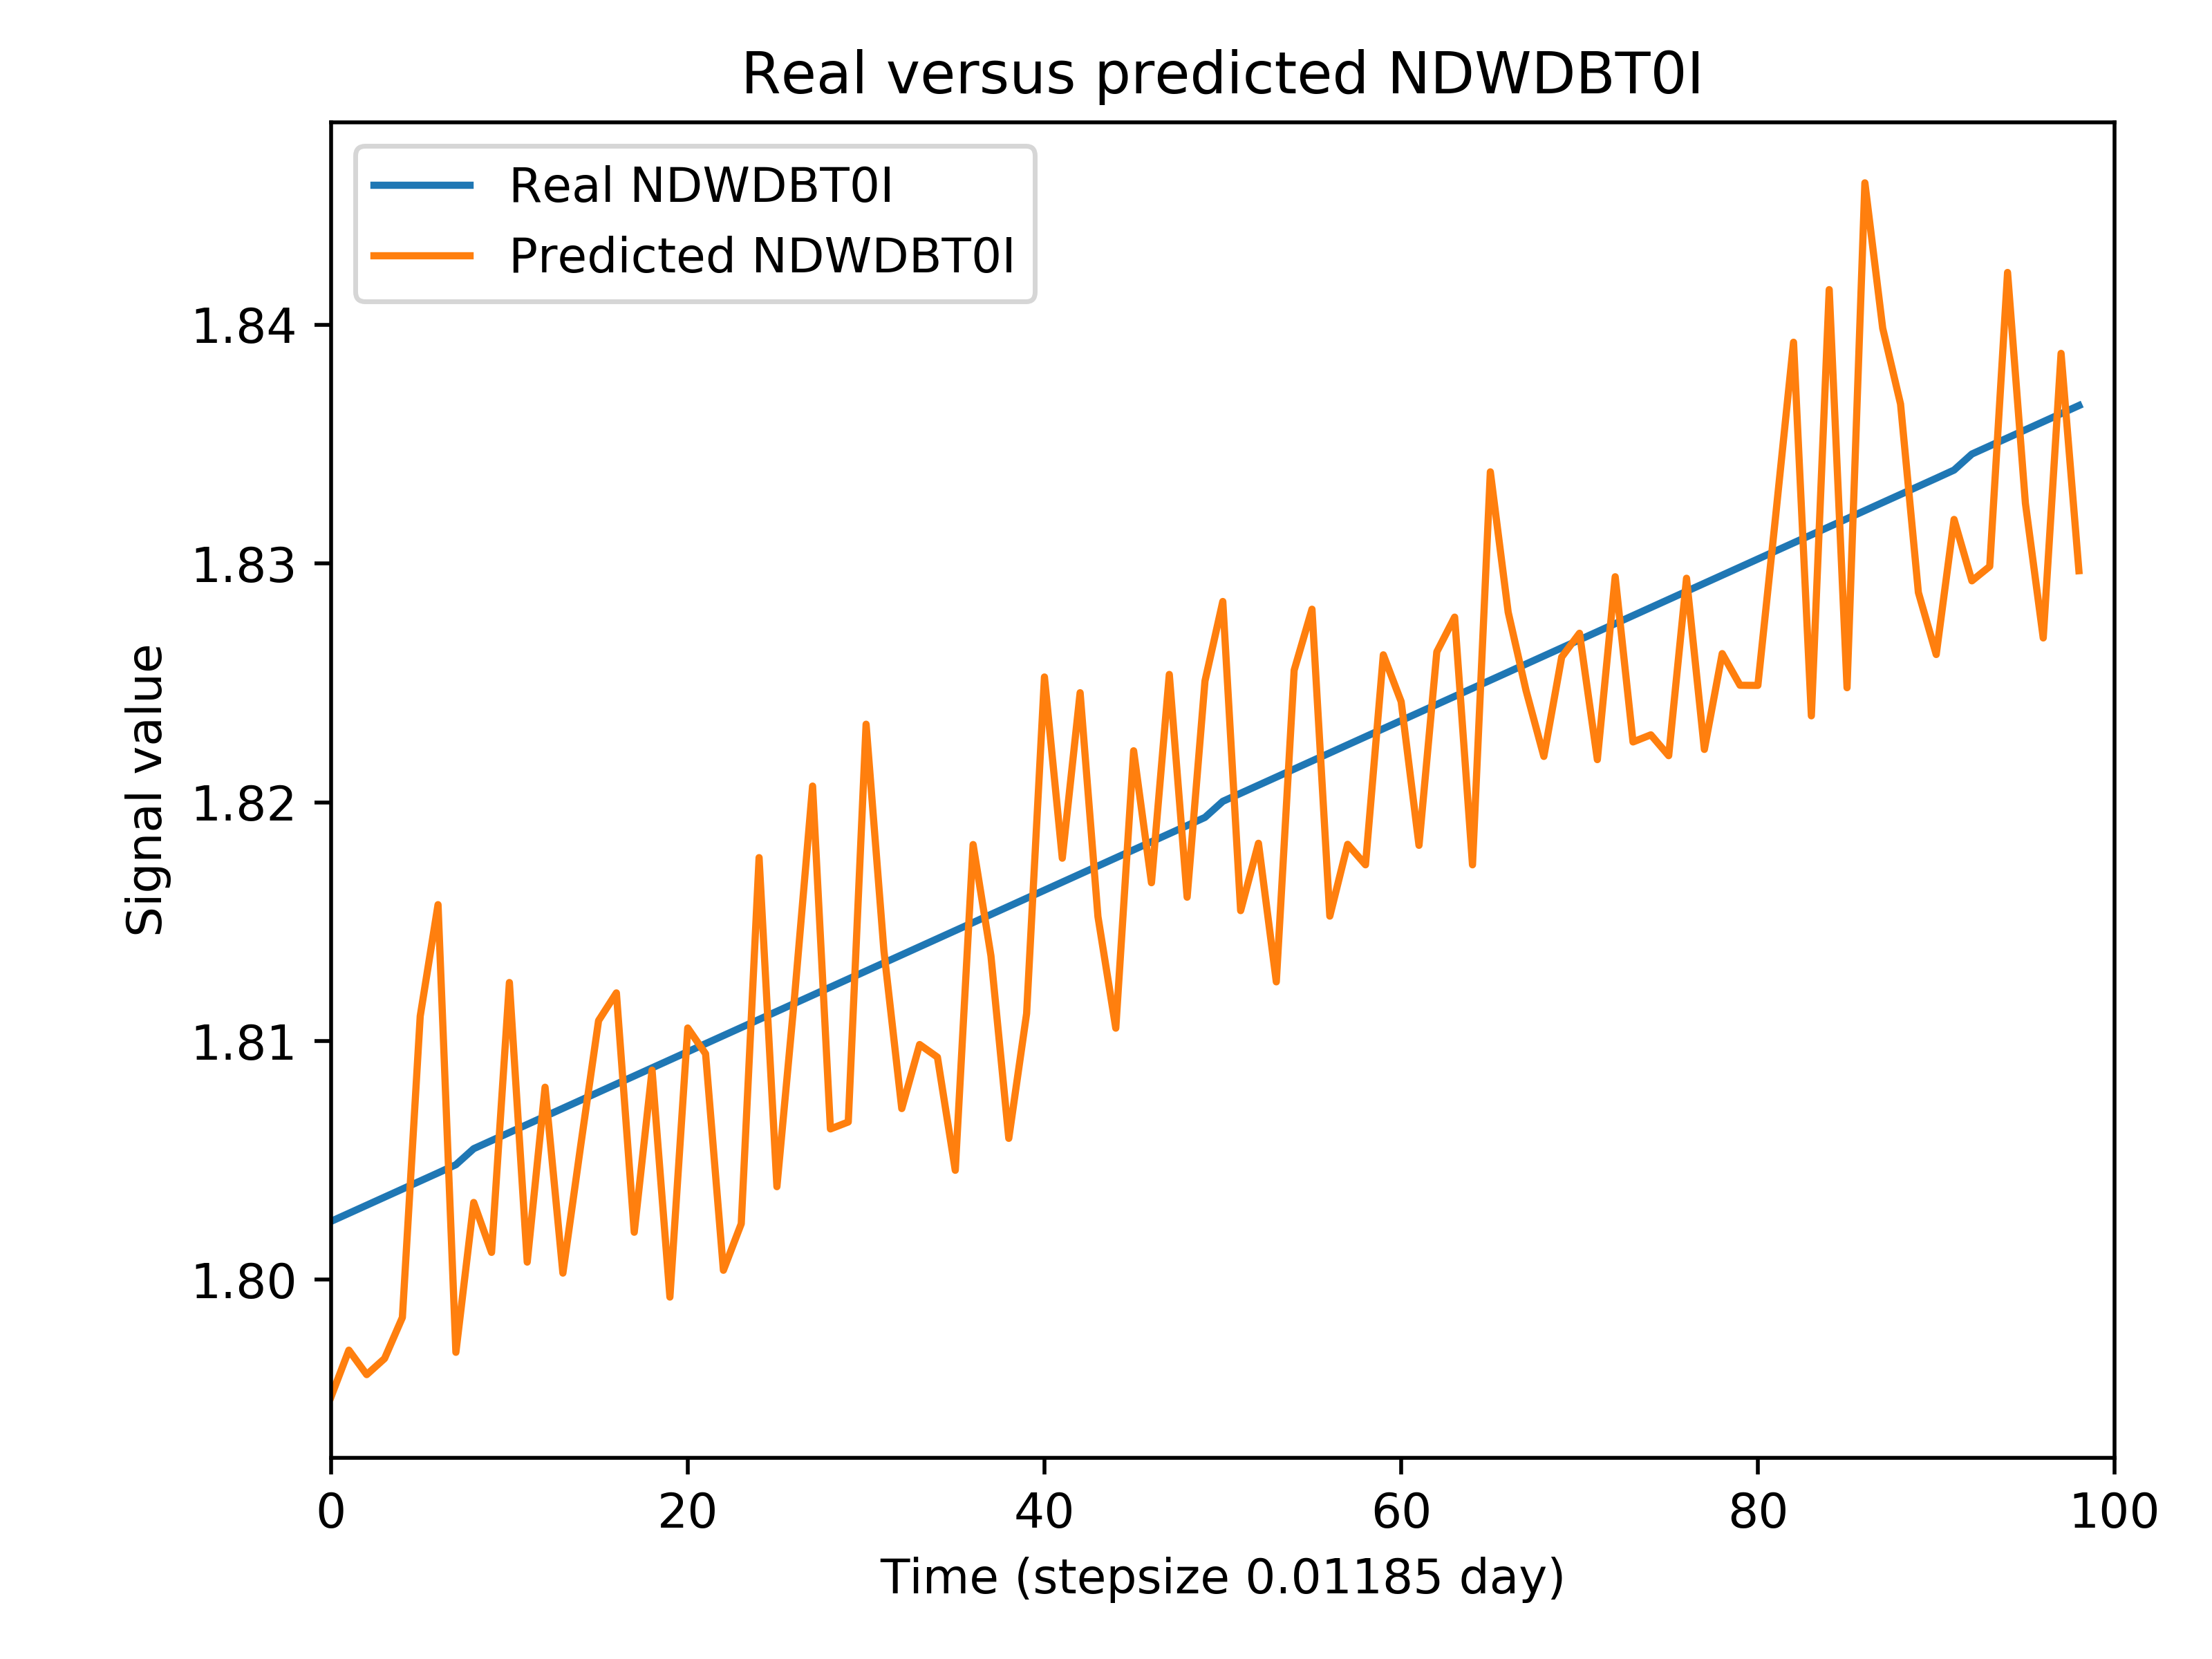 Real versus predicted NDWDBT0I
Real NDWDBT0I
Predicted NDWDBT0I
1.84
1.83
1.82
1.81
1.80
Signal value
0 20 40 60 80 100
Time (stepsize 0.01185 day)